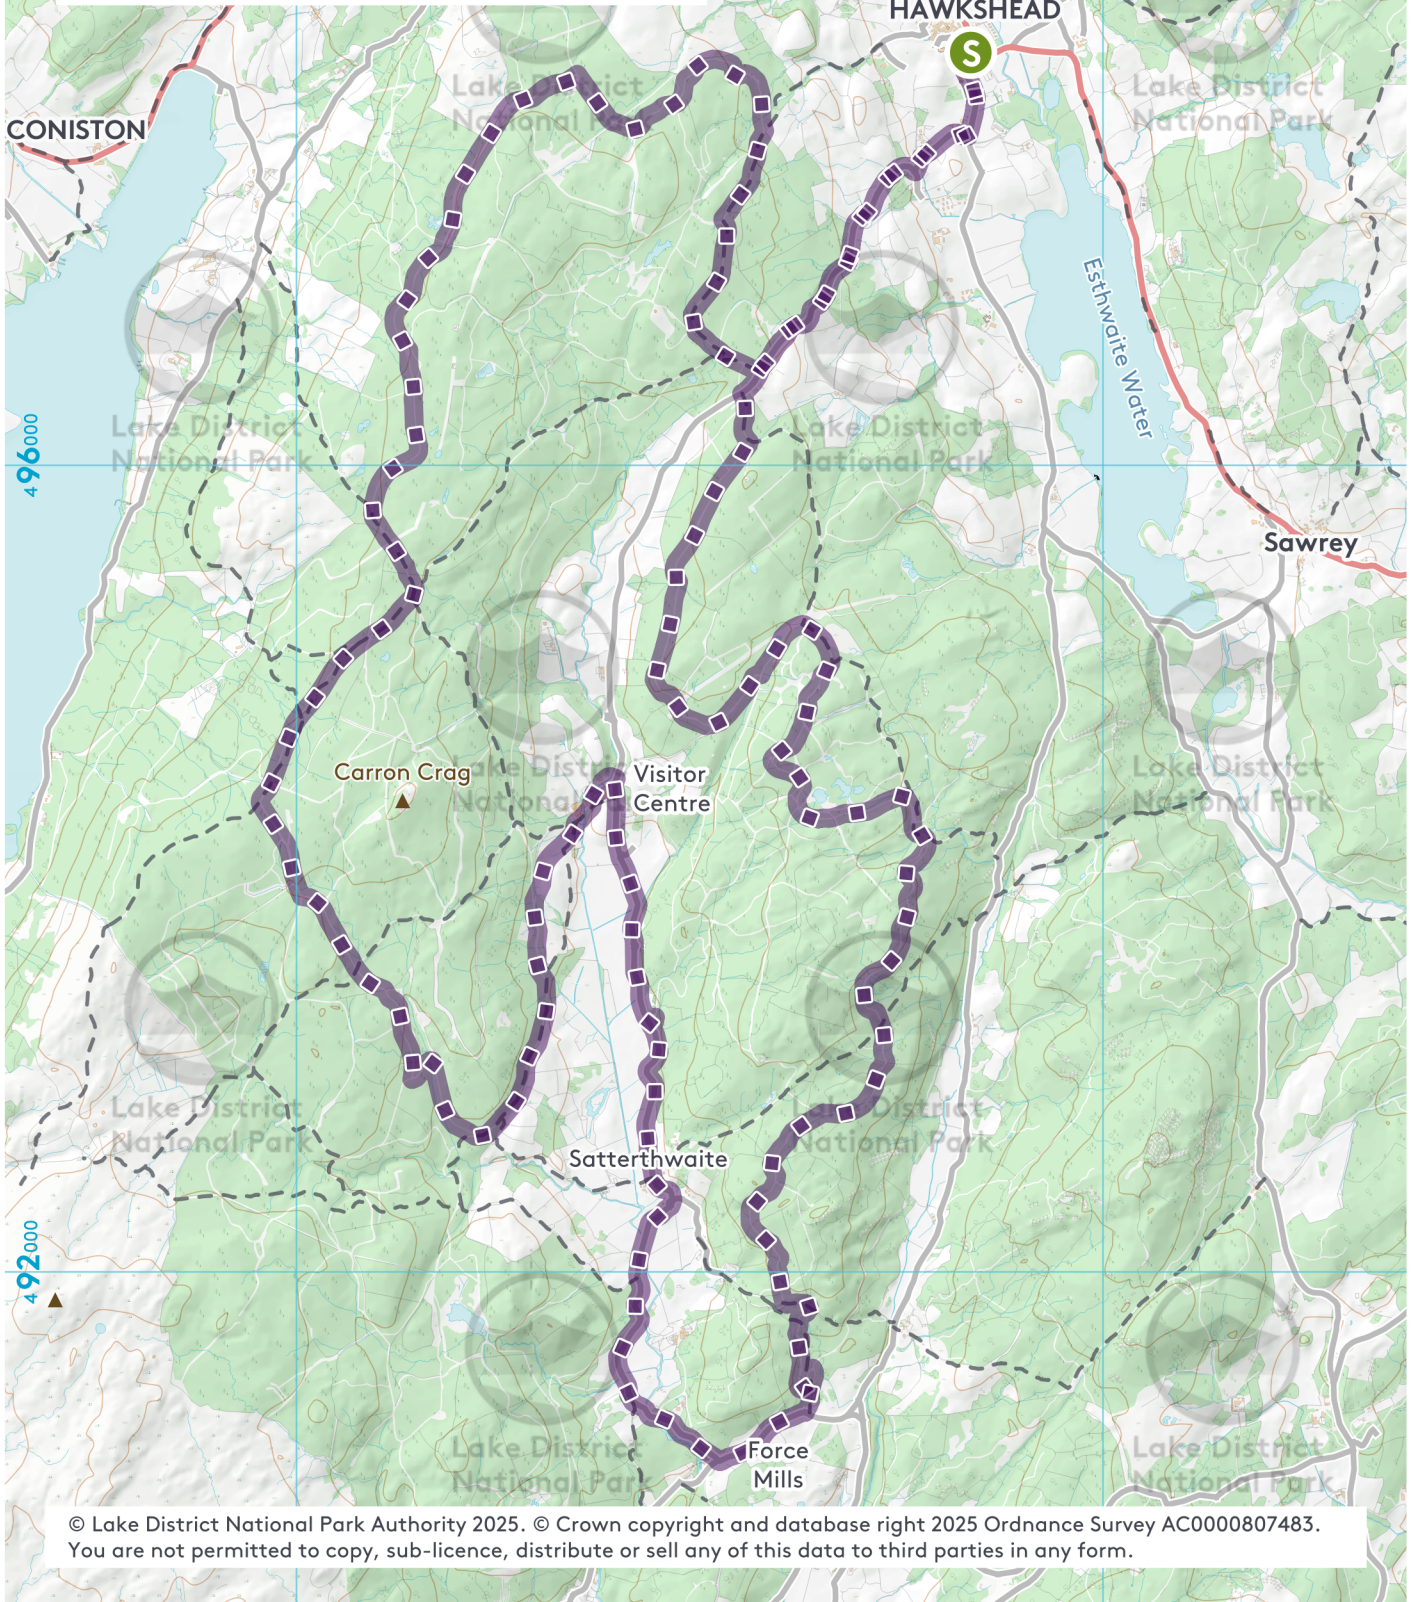 HAWKSHEAD
S
Lake District
National Park
Lake District
National Park
CONISTON
Esthwaite Water
496000
Lake District
National Park
Lake District
National Park
Sawrey
Carron Crag
Visitor
Centre
Lake District
National Park
Lake District
National Park
Lake District
National Park
Lake District
National Park
Satterthwaite
492000
Force
Mills
Lake District
National Park
Lake District
National Park
© Lake District National Park Authority 2025. © Crown copyright and database right 2025 Ordnance Survey AC0000807483.
You are not permitted to copy, sub-licence, distribute or sell any of this data to third parties in any form.